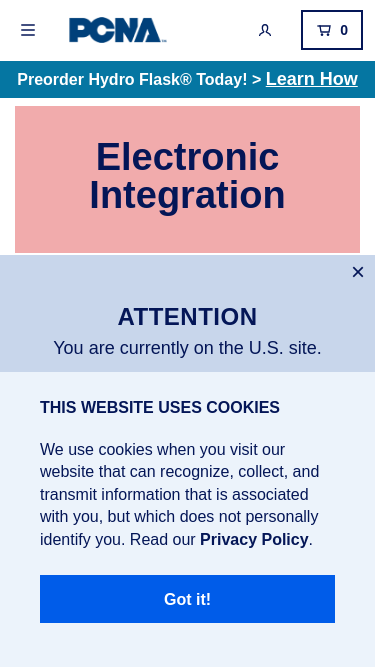 PCNA
0
Preorder Hydro Flask® Today! > Learn How
Electronic
Integration
ATTENTION
You are currently on the U.S. site.
THIS WEBSITE USES COOKIES
We use cookies when you visit our
website that can recognize, collect, and
transmit information that is associated
with you, but which does not personally
identify you. Read our Privacy Policy.
Got it!